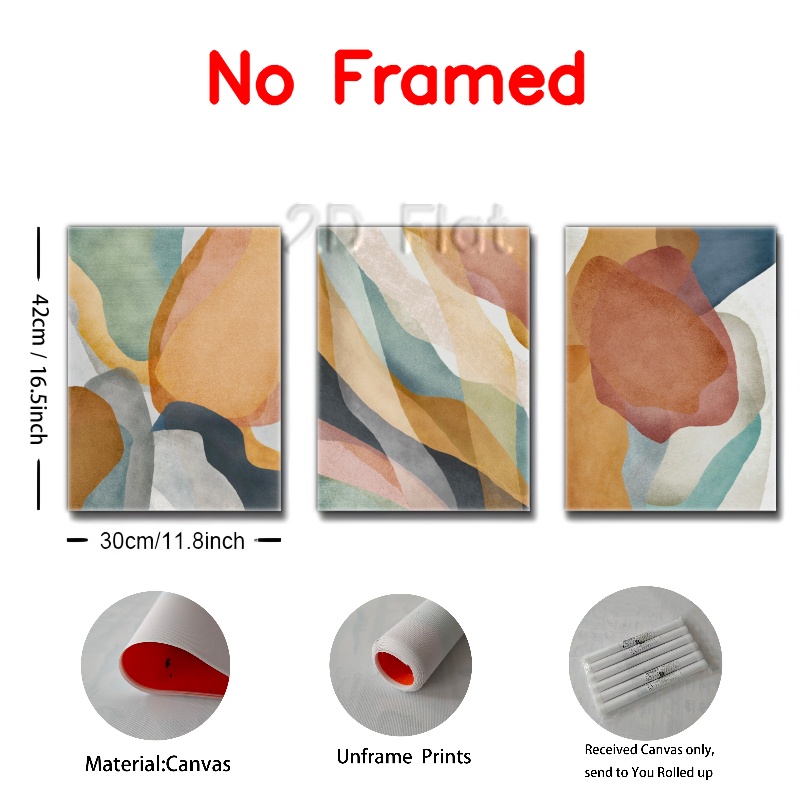 No Framed
2D Flat
42cm / 16.5inch
30cm/11.8inch
Material:Canvas
Unframe Prints
Received Canvas only,
send to You Rolled up